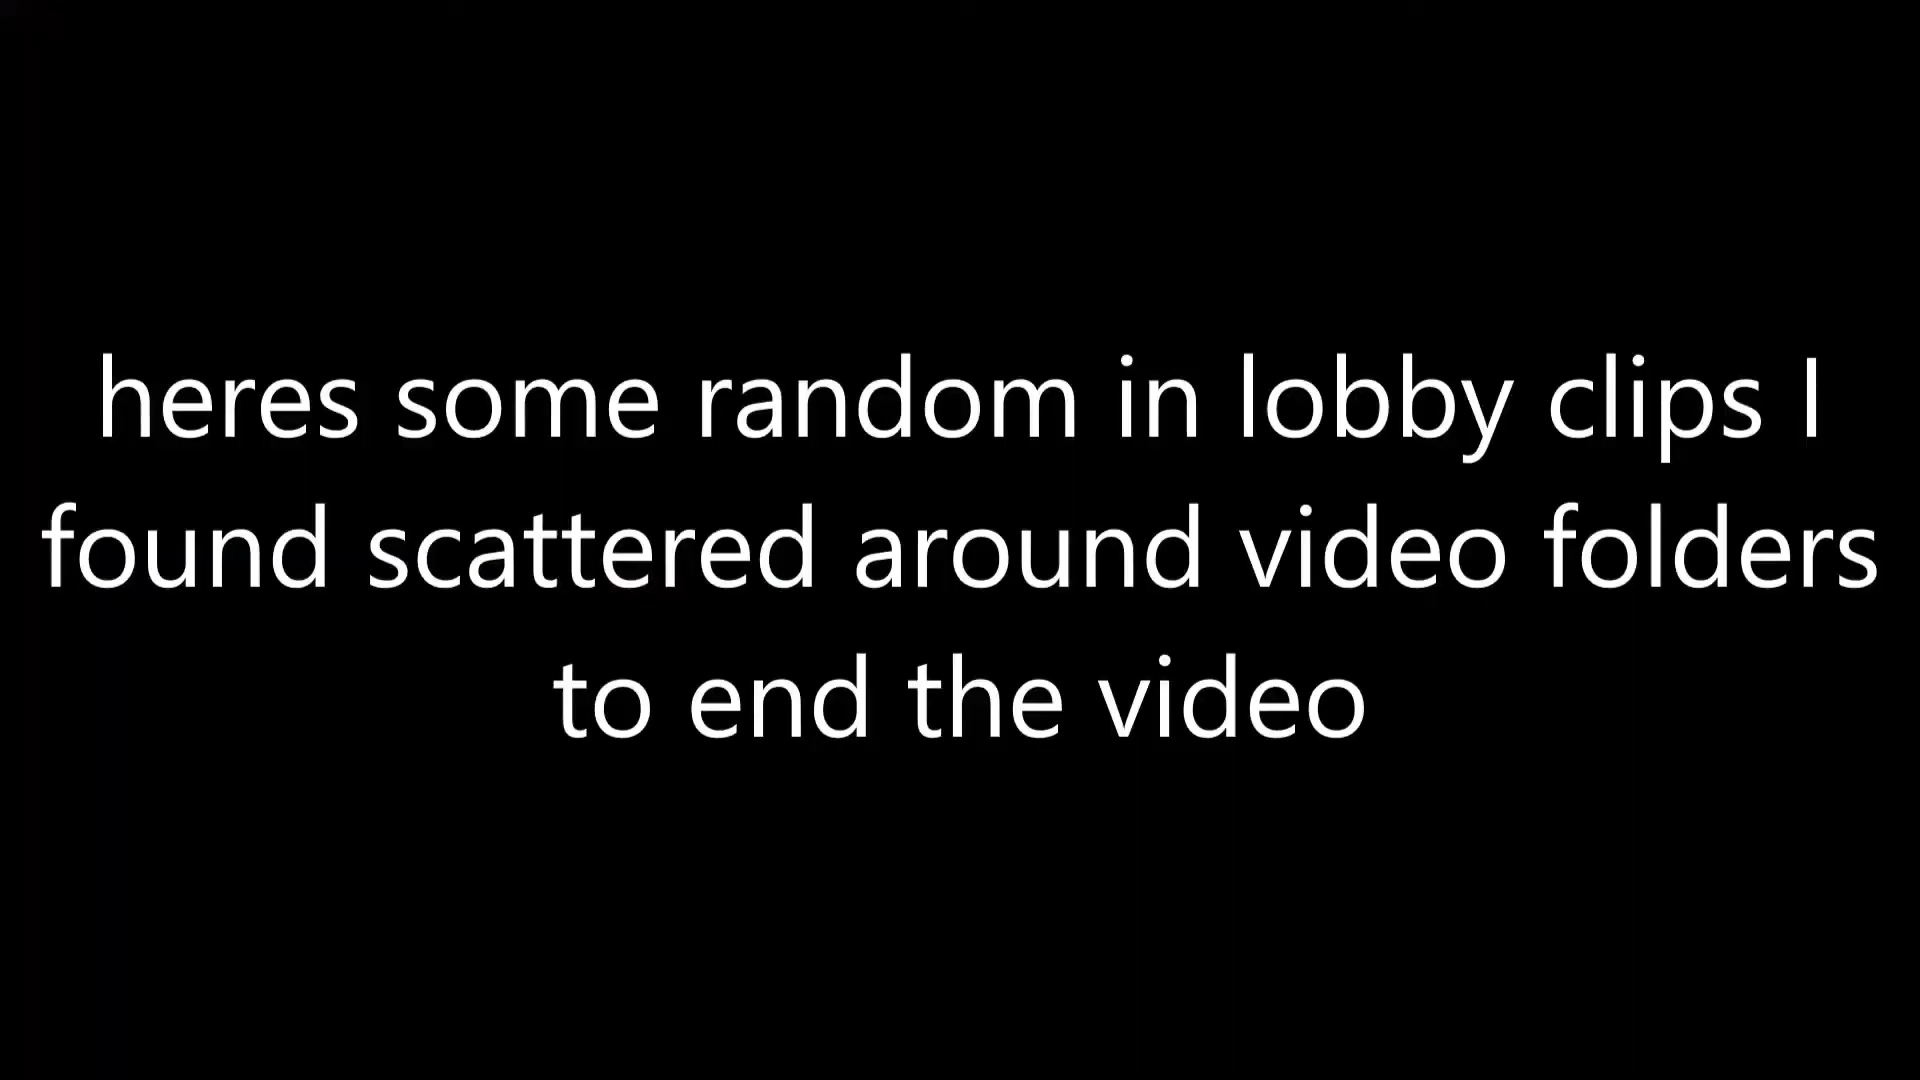 heres some random in lobby clips I
found scattered around video folders
to end the video